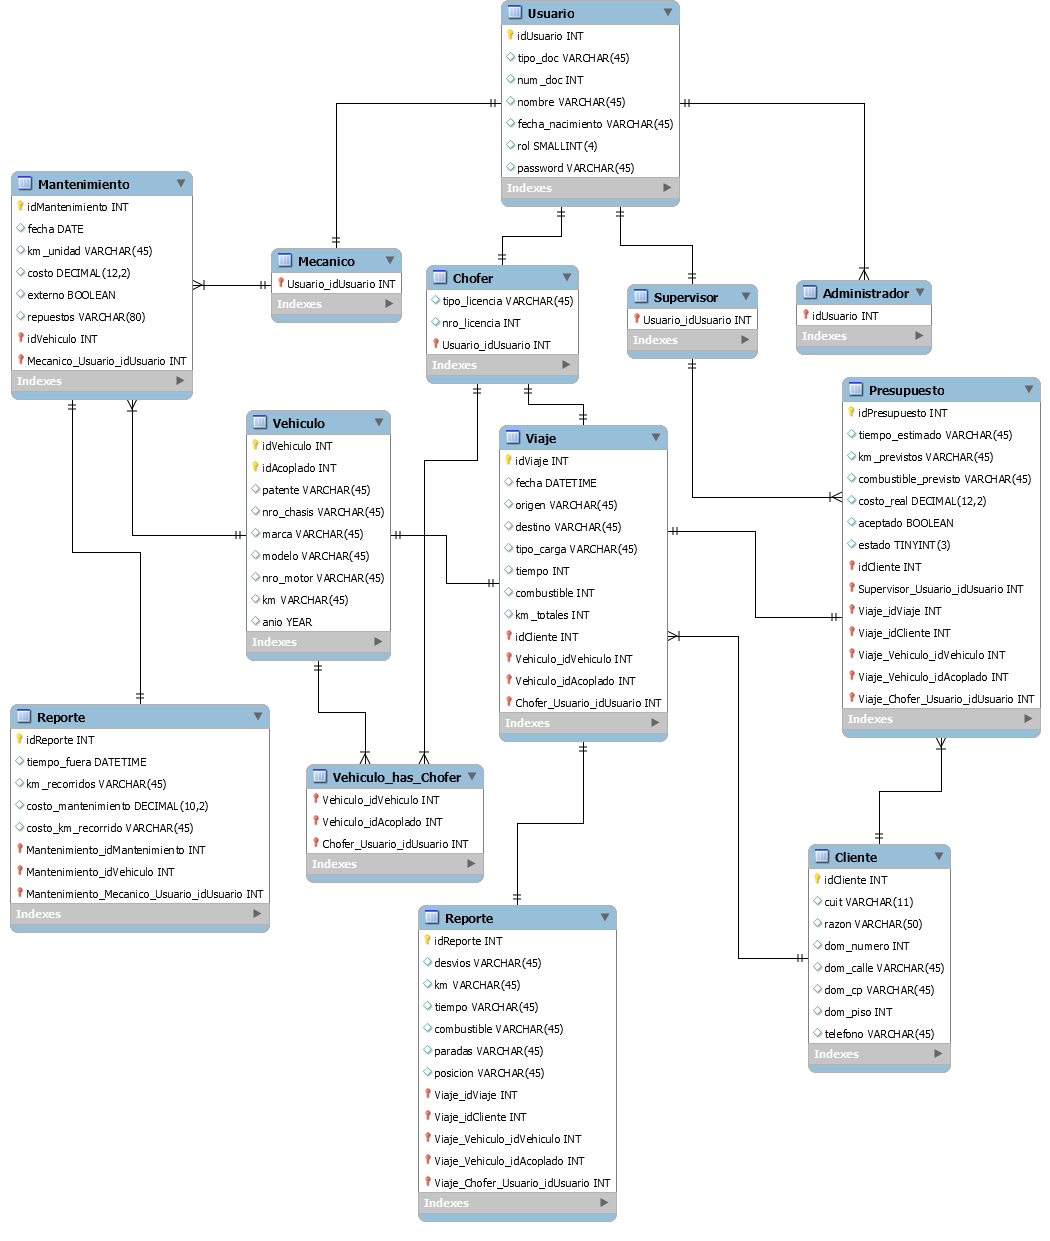 Usuario
idUsuario INT
tipo_doc VARCHAR(45)
num_doc INT
nombre VARCHAR(45)
fecha_nacimiento VARCHAR(45)
rol SMALLINT(4)
password VARCHAR(45)
Indexes
Mantenimiento
idMantenimiento INT
fecha DATE
km_unidad VARCHAR(45)
costo DECIMAL(12,2)
externo BOOLEAN
repuestos VARCHAR(80)
idVehiculo INT
Mecanico_Usuario_idUsuario INT
Indexes
Mecanico
Usuario_idUsuario INT
Indexes
Chofer
tipo_licencia VARCHAR(45)
nro_licencia INT
Usuario_idUsuario INT
Indexes
Supervisor
Usuario_idUsuario INT
Indexes
Administrador
idUsuario INT
Indexes
Vehiculo
idVehiculo INT
idAcoplado INT
patente VARCHAR(45)
nro_chasis VARCHAR(45)
marca VARCHAR(45)
modelo VARCHAR(45)
nro_motor VARCHAR(45)
km VARCHAR(45)
anio YEAR
Indexes
Viaje
idViaje INT
fecha DATETIME
origen VARCHAR(45)
destino VARCHAR(45)
tipo_carga VARCHAR(45)
tiempo INT
combustible INT
km_totales INT
idCliente INT
Vehiculo_idVehiculo INT
Vehiculo_idAcoplado INT
Chofer_Usuario_idUsuario INT
Indexes
Presupuesto
idPresupuesto INT
tiempo_estimado VARCHAR(45)
km_previstos VARCHAR(45)
combustible_previsto VARCHAR(45)
costo_real DECIMAL(12,2)
aceptado BOOLEAN
estado TINYINT(3)
idCliente INT
Supervisor_Usuario_idUsuario INT
Viaje_idViaje INT
Viaje_idCliente INT
Viaje_Vehiculo_idVehiculo INT
Viaje_Vehiculo_idAcoplado INT
Viaje_Chofer_Usuario_idUsuario INT
Indexes
Reporte
idReporte INT
tiempo_fuera DATETIME
km_recorridos VARCHAR(45)
costo_mantenimiento DECIMAL(10,2)
costo_km_recorrido VARCHAR(45)
Mantenimiento_idMantenimiento INT
Mantenimiento_idVehiculo INT
Mantenimiento_Mecanico_Usuario_idUsuario INT
Indexes
Vehiculo_has_Chofer
Vehiculo_idVehiculo INT
Vehiculo_idAcoplado INT
Chofer_Usuario_idUsuario INT
Indexes
Reporte
idReporte INT
desvios VARCHAR(45)
km VARCHAR(45)
tiempo VARCHAR(45)
combustible VARCHAR(45)
paradas VARCHAR(45)
posicion VARCHAR(45)
Viaje_idViaje INT
Viaje_idCliente INT
Viaje_Vehiculo_idVehiculo INT
Viaje_Vehiculo_idAcoplado INT
Viaje_Chofer_Usuario_idUsuario INT
Indexes
Cliente
idCliente INT
cuit VARCHAR(11)
razon VARCHAR(50)
dom_numero INT
dom_calle VARCHAR(45)
dom_cp VARCHAR(45)
dom_piso INT
telefono VARCHAR(45)
Indexes